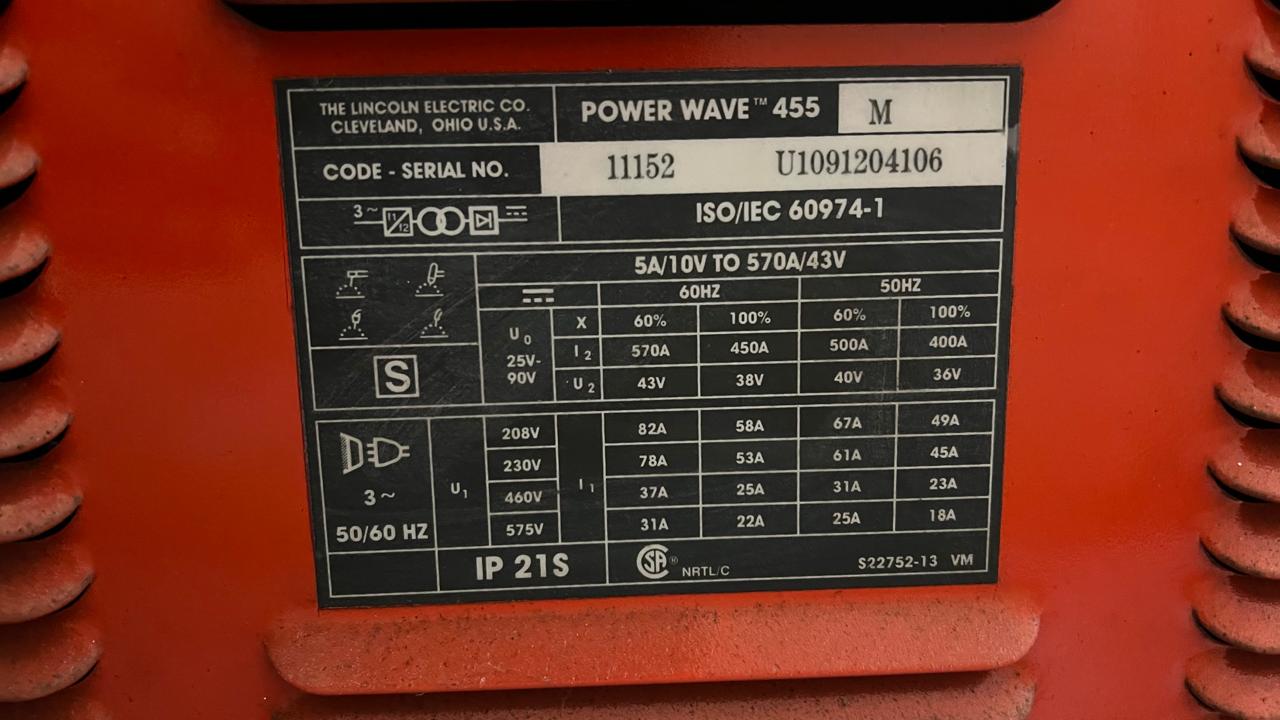 THE LINCOLN ELECTRIC CO.
CLEVELAND, OHIO U.S.A.
POWER WAVE™ 455
M
CODE - SERIAL NO.
11152 U1091204106
3~
f1
f2
ISO/IEC 60974-1
5A/10V TO 570A/43V
60HZ 50HZ
X 60% 100% 60% 100%
U0
25V-
90V
I2 570A 450A 500A 400A
U2 43V 38V 40V 36V
S
208V 82A 58A 67A 49A
230V 78A 53A 61A 45A
3~ U1 460V I1 37A 25A 31A 23A
50/60 HZ 575V 31A 22A 25A 18A
IP 21S
SA® NRTL/C
S22752-13 VM